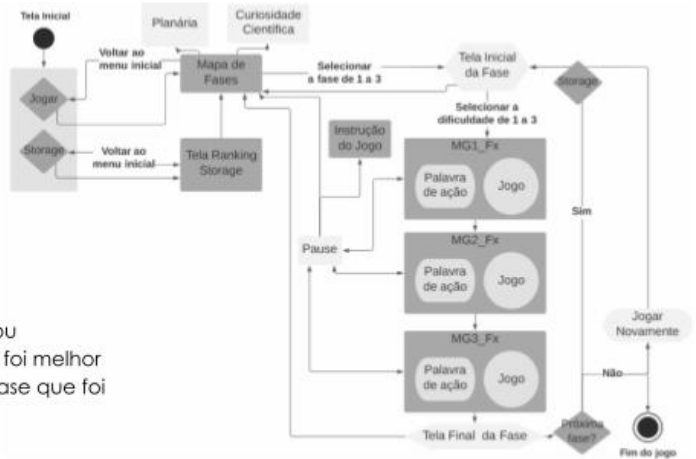 Tela Inicial
Planária
Curiosidade
Científica
Voltar ao
menu inicial
Mapa de
Fases
Selecionar
a fase de 1 a 3
Tela Inicial
da Fase
Storage
Jogar
Selecionar a
dificuldade de 1 a 3
Instrução
do Jogo
Storage
Voltar ao
menu inicial
Tela Ranking
Storage
MG1_Fx
Palavra
de ação
Jogo
Sim
Pause
MG2_Fx
Palavra
de ação
Jogo
ou
foi melhor
ase que foi
MG3_Fx
Palavra
de ação
Jogo
Jogar
Novamente
Não
Tela Final da Fase
Próxima
fase?
Fim do jogo